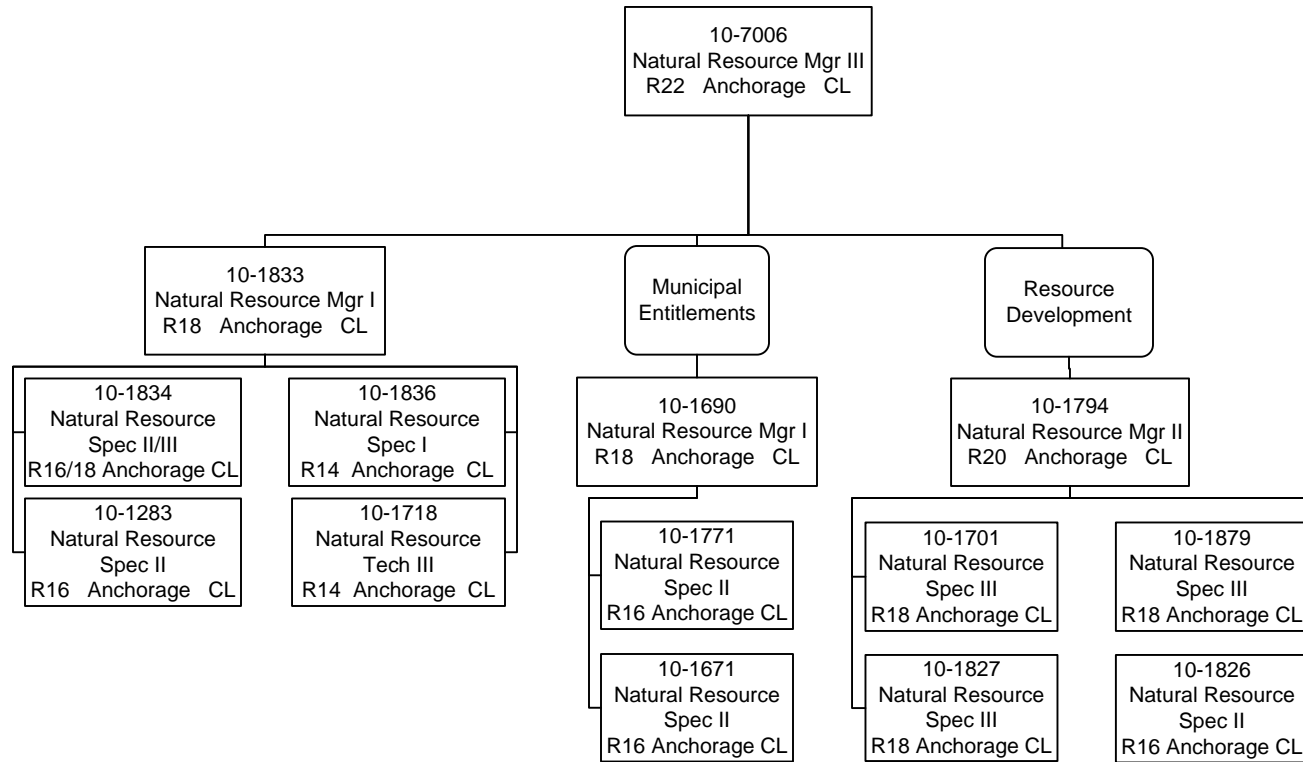 10-7006
Natural Resource Mgr III
R22 Anchorage CL
10-1833
Natural Resource Mgr I
R18 Anchorage CL
Municipal
Entitlements
Resource
Development
10-1834
Natural Resource
Spec II/III
R16/18 Anchorage CL
10-1836
Natural Resource
Spec I
R14 Anchorage CL
10-1283
Natural Resource
Spec II
R16 Anchorage CL
10-1718
Natural Resource
Tech III
R14 Anchorage CL
10-1690
Natural Resource Mgr I
R18 Anchorage CL
10-1771
Natural Resource
Spec II
R16 Anchorage CL
10-1671
Natural Resource
Spec II
R16 Anchorage CL
10-1794
Natural Resource Mgr II
R20 Anchorage CL
10-1701
Natural Resource
Spec III
R18 Anchorage CL
10-1879
Natural Resource
Spec III
R18 Anchorage CL
10-1827
Natural Resource
Spec III
R18 Anchorage CL
10-1826
Natural Resource
Spec II
R16 Anchorage CL